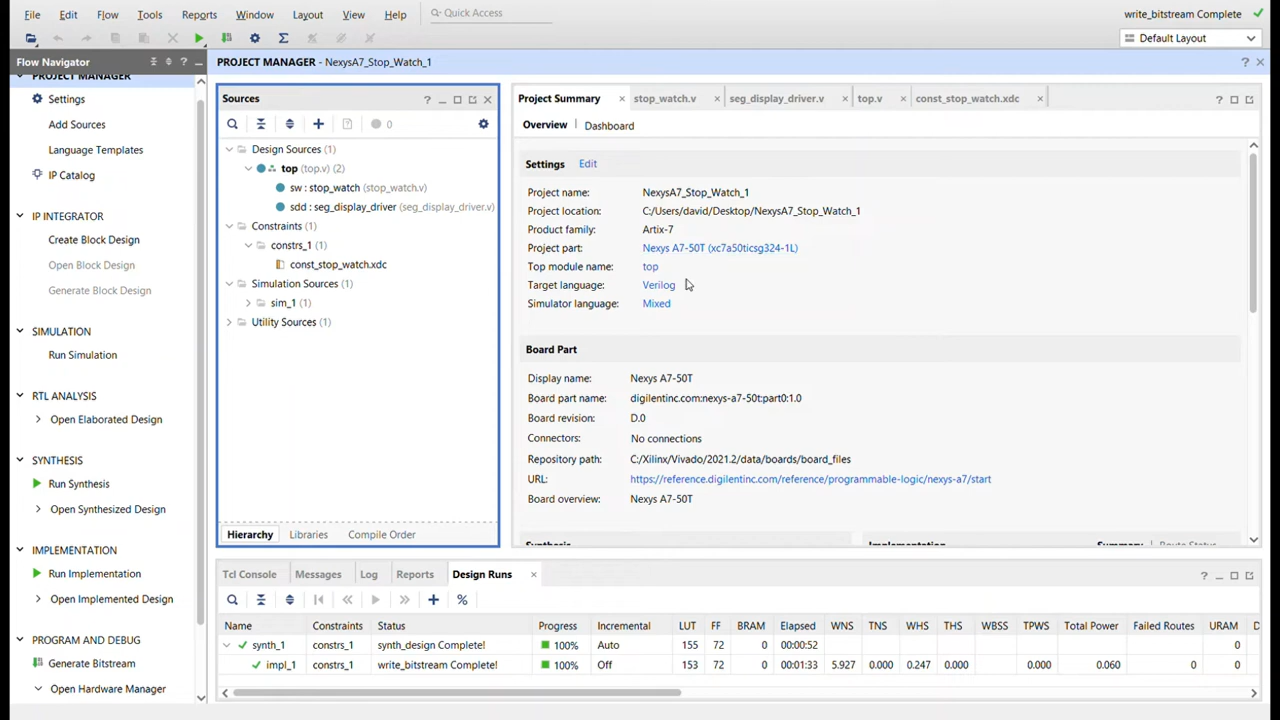 File Edit Flow Tools Reports Window Layout View Help Quick Access write_bitstream Complete
Default Layout
Flow Navigator
PROJECT MANAGER
Settings
Add Sources
Language Templates
IP Catalog
IP INTEGRATOR
Create Block Design
Open Block Design
Generate Block Design
SIMULATION
Run Simulation
RTL ANALYSIS
Open Elaborated Design
SYNTHESIS
Run Synthesis
Open Synthesized Design
IMPLEMENTATION
Run Implementation
Open Implemented Design
PROGRAM AND DEBUG
Generate Bitstream
Open Hardware Manager
PROJECT MANAGER - NexysA7_Stop_Watch_1
Sources
0
Design Sources (1)
top (top.v) (2)
sw : stop_watch (stop_watch.v)
sdd : seg_display_driver (seg_display_driver.v)
Constraints (1)
constrs_1 (1)
const_stop_watch.xdc
Simulation Sources (1)
sim_1 (1)
Utility Sources (1)
Hierarchy Libraries Compile Order
Project Summary stop_watch.v seg_display_driver.v top.v const_stop_watch.xdc
Overview | Dashboard
Settings Edit
Project name: NexysA7_Stop_Watch_1
Project location: C:/Users/david/Desktop/NexysA7_Stop_Watch_1
Product family: Artix-7
Project part: Nexys A7-50T (xc7a50ticsg324-1L)
Top module name: top
Target language: Verilog
Simulator language: Mixed
Board Part
Display name: Nexys A7-50T
Board part name: digilentinc.com:nexys-a7-50t:part0:1.0
Board revision: D.0
Connectors: No connections
Repository path: C:/Xilinx/Vivado/2021.2/data/boards/board_files
URL: https://reference.digilentinc.com/reference/programmable-logic/nexys-a7/start
Board overview: Nexys A7-50T
Synthesis Implementation Summary | Route Status
Tcl Console Messages Log Reports Design Runs
Name Constraints Status Progress Incremental LUT FF BRAM Elapsed WNS TNS WHS THS WBSS TPWS Total Power Failed Routes URAM D
synth_1 constrs_1 synth_design Complete! 100% Auto 155 72 0 00:00:52 0
impl_1 constrs_1 write_bitstream Complete! 100% Off 153 72 0 00:01:33 5.927 0.000 0.247 0.000 0.000 0.060 0 0